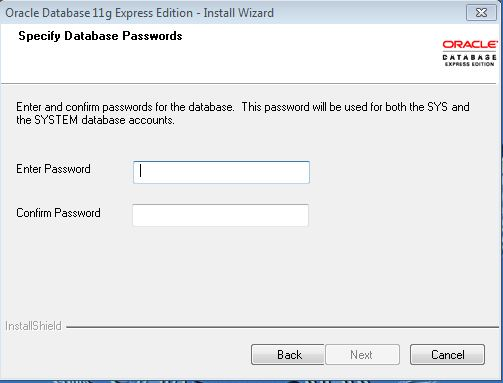 Oracle Database 11g Express Edition - Install Wizard
Specify Database Passwords
ORACLE
DATABASE
EXPRESS EDITION
Enter and confirm passwords for the database. This password will be used for both the SYS and
the SYSTEM database accounts.
Enter Password
Confirm Password
InstallShield
Back
Next
Cancel